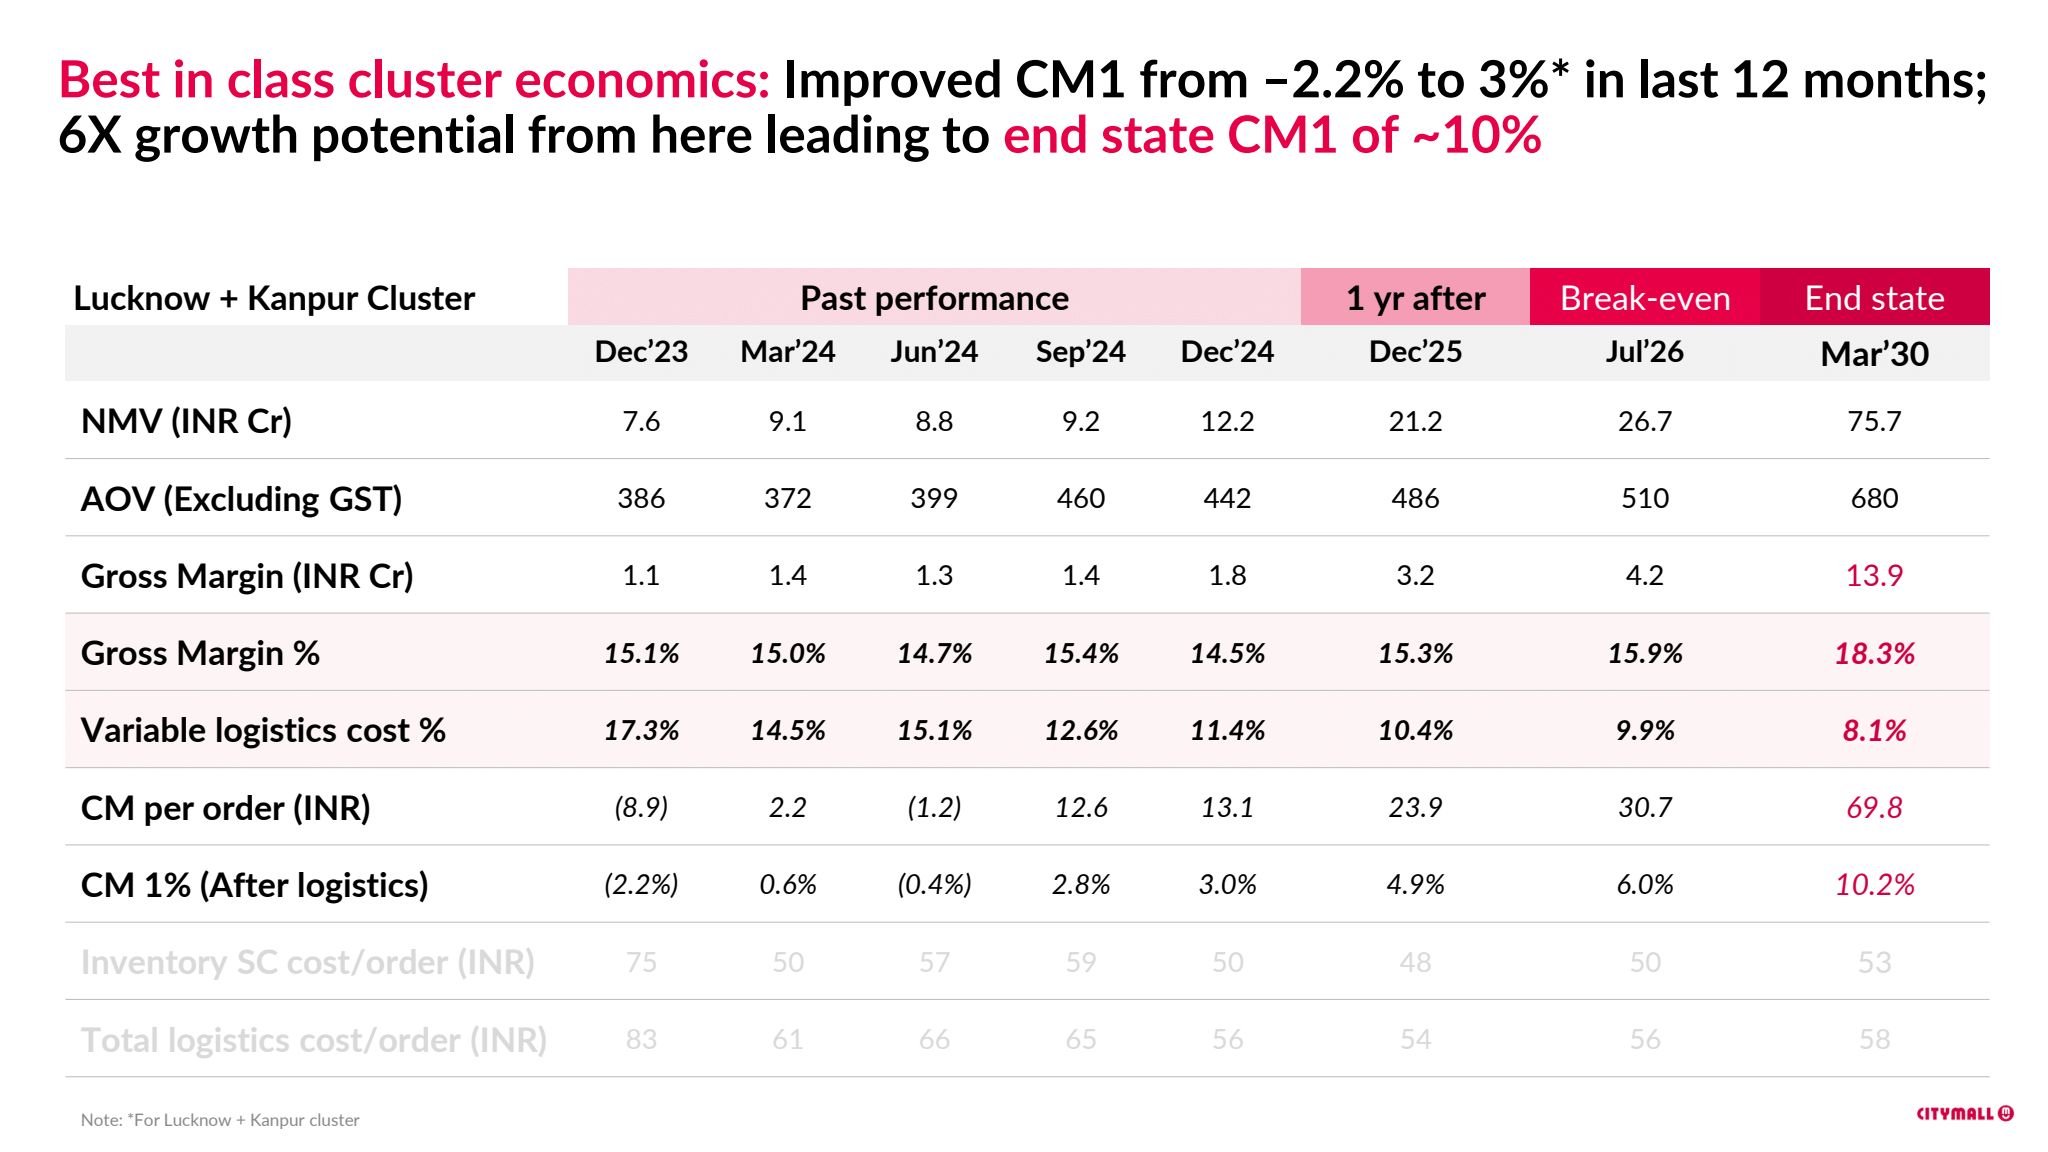 Best in class cluster economics: Improved CM1 from –2.2% to 3%* in last 12 months;
6X growth potential from here leading to end state CM1 of ~10%
Lucknow + Kanpur Cluster Past performance 1 yr after Break-even End state
Dec’23 Mar’24 Jun’24 Sep’24 Dec’24 Dec’25 Jul’26 Mar’30
NMV (INR Cr) 7.6 9.1 8.8 9.2 12.2 21.2 26.7 75.7
AOV (Excluding GST) 386 372 399 460 442 486 510 680
Gross Margin (INR Cr) 1.1 1.4 1.3 1.4 1.8 3.2 4.2 13.9
Gross Margin % 15.1% 15.0% 14.7% 15.4% 14.5% 15.3% 15.9% 18.3%
Variable logistics cost % 17.3% 14.5% 15.1% 12.6% 11.4% 10.4% 9.9% 8.1%
CM per order (INR) (8.9) 2.2 (1.2) 12.6 13.1 23.9 30.7 69.8
CM 1% (After logistics) (2.2%) 0.6% (0.4%) 2.8% 3.0% 4.9% 6.0% 10.2%
Inventory SC cost/order (INR) 75 50 57 59 50 48 50 53
Total logistics cost/order (INR) 83 61 66 65 56 54 56 58
Note: *For Lucknow + Kanpur cluster
CITYMALL